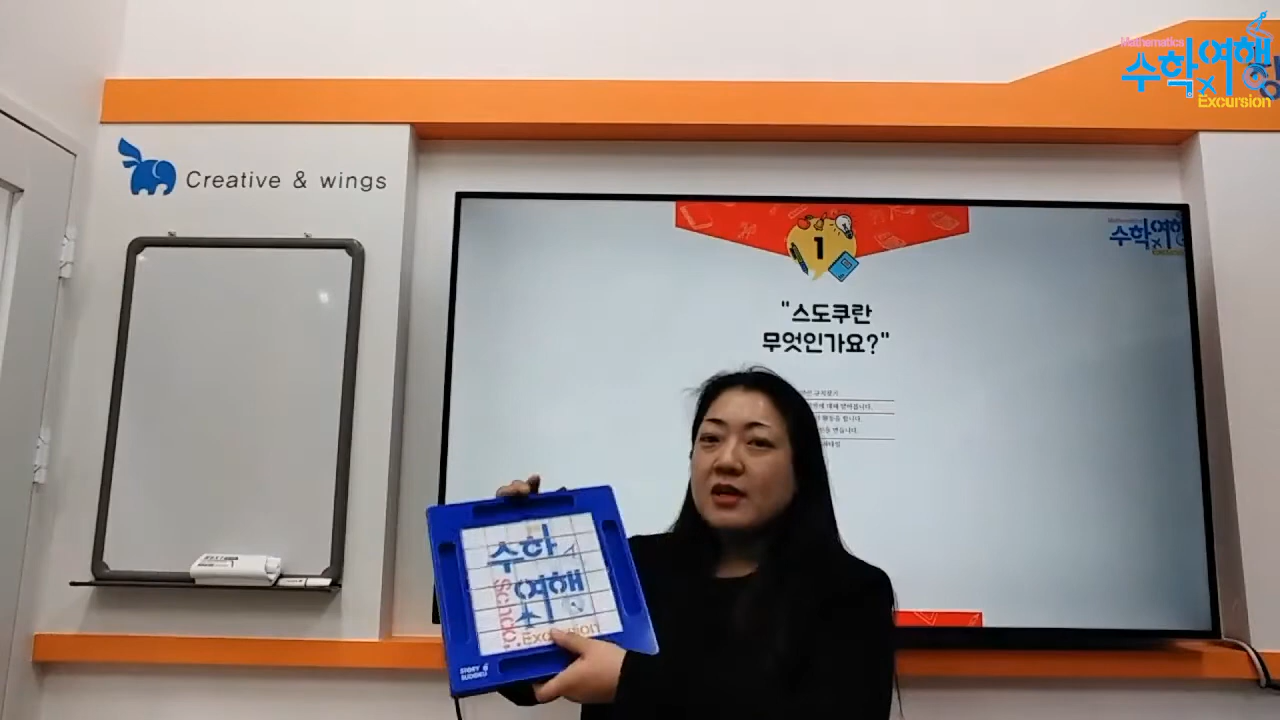 Mathematics
수학여행
Excursion
Creative & wings
1
수학여행
"스도쿠란
무엇인가요?"
수학
여행
School
Excursion
STORY
SUDOKU